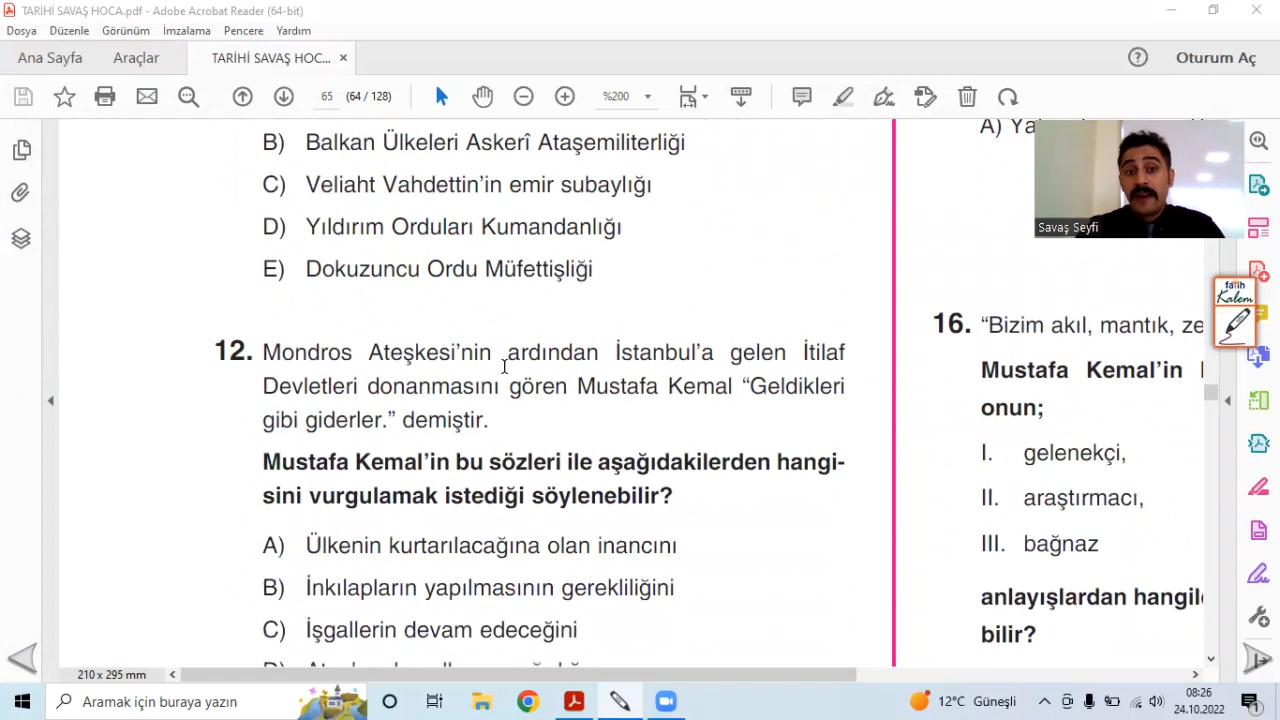 TARİHİ SAVAŞ HOCA.pdf - Adobe Acrobat Reader (64-bit)
Dosya Düzenle Görünüm İmzalama Pencere Yardım
Ana Sayfa Araçlar TARİHİ SAVAŞ HOC... × Oturum Aç
65 (64 / 128) %200
B) Balkan Ülkeleri Askerî Ataşemiliterliği
C) Veliaht Vahdettin'in emir subaylığı
D) Yıldırım Orduları Kumandanlığı
E) Dokuzuncu Ordu Müfettişliği
12. Mondros Ateşkesi'nin ardından İstanbul'a gelen İtilaf
Devletleri donanmasını gören Mustafa Kemal “Geldikleri
gibi giderler.” demiştir.
Mustafa Kemal'in bu sözleri ile aşağıdakilerden hangi-
sini vurgulamak istediği söylenebilir?
A) Ülkenin kurtarılacağına olan inancını
B) İnkılapların yapılmasının gerekliliğini
C) İşgallerin devam edeceğini
A)
Savaş Seyfi
fatih
Kalem
16. “Bizim akıl, mantık,
Mustafa Kemal'in
onun;
I. gelenekçi,
II. araştırmacı,
III. bağnaz
anlayışlardan
bilir?
210 x 295 mm
Aramak için buraya yazın
12°C Güneşli
08:26
24.10.2022
1